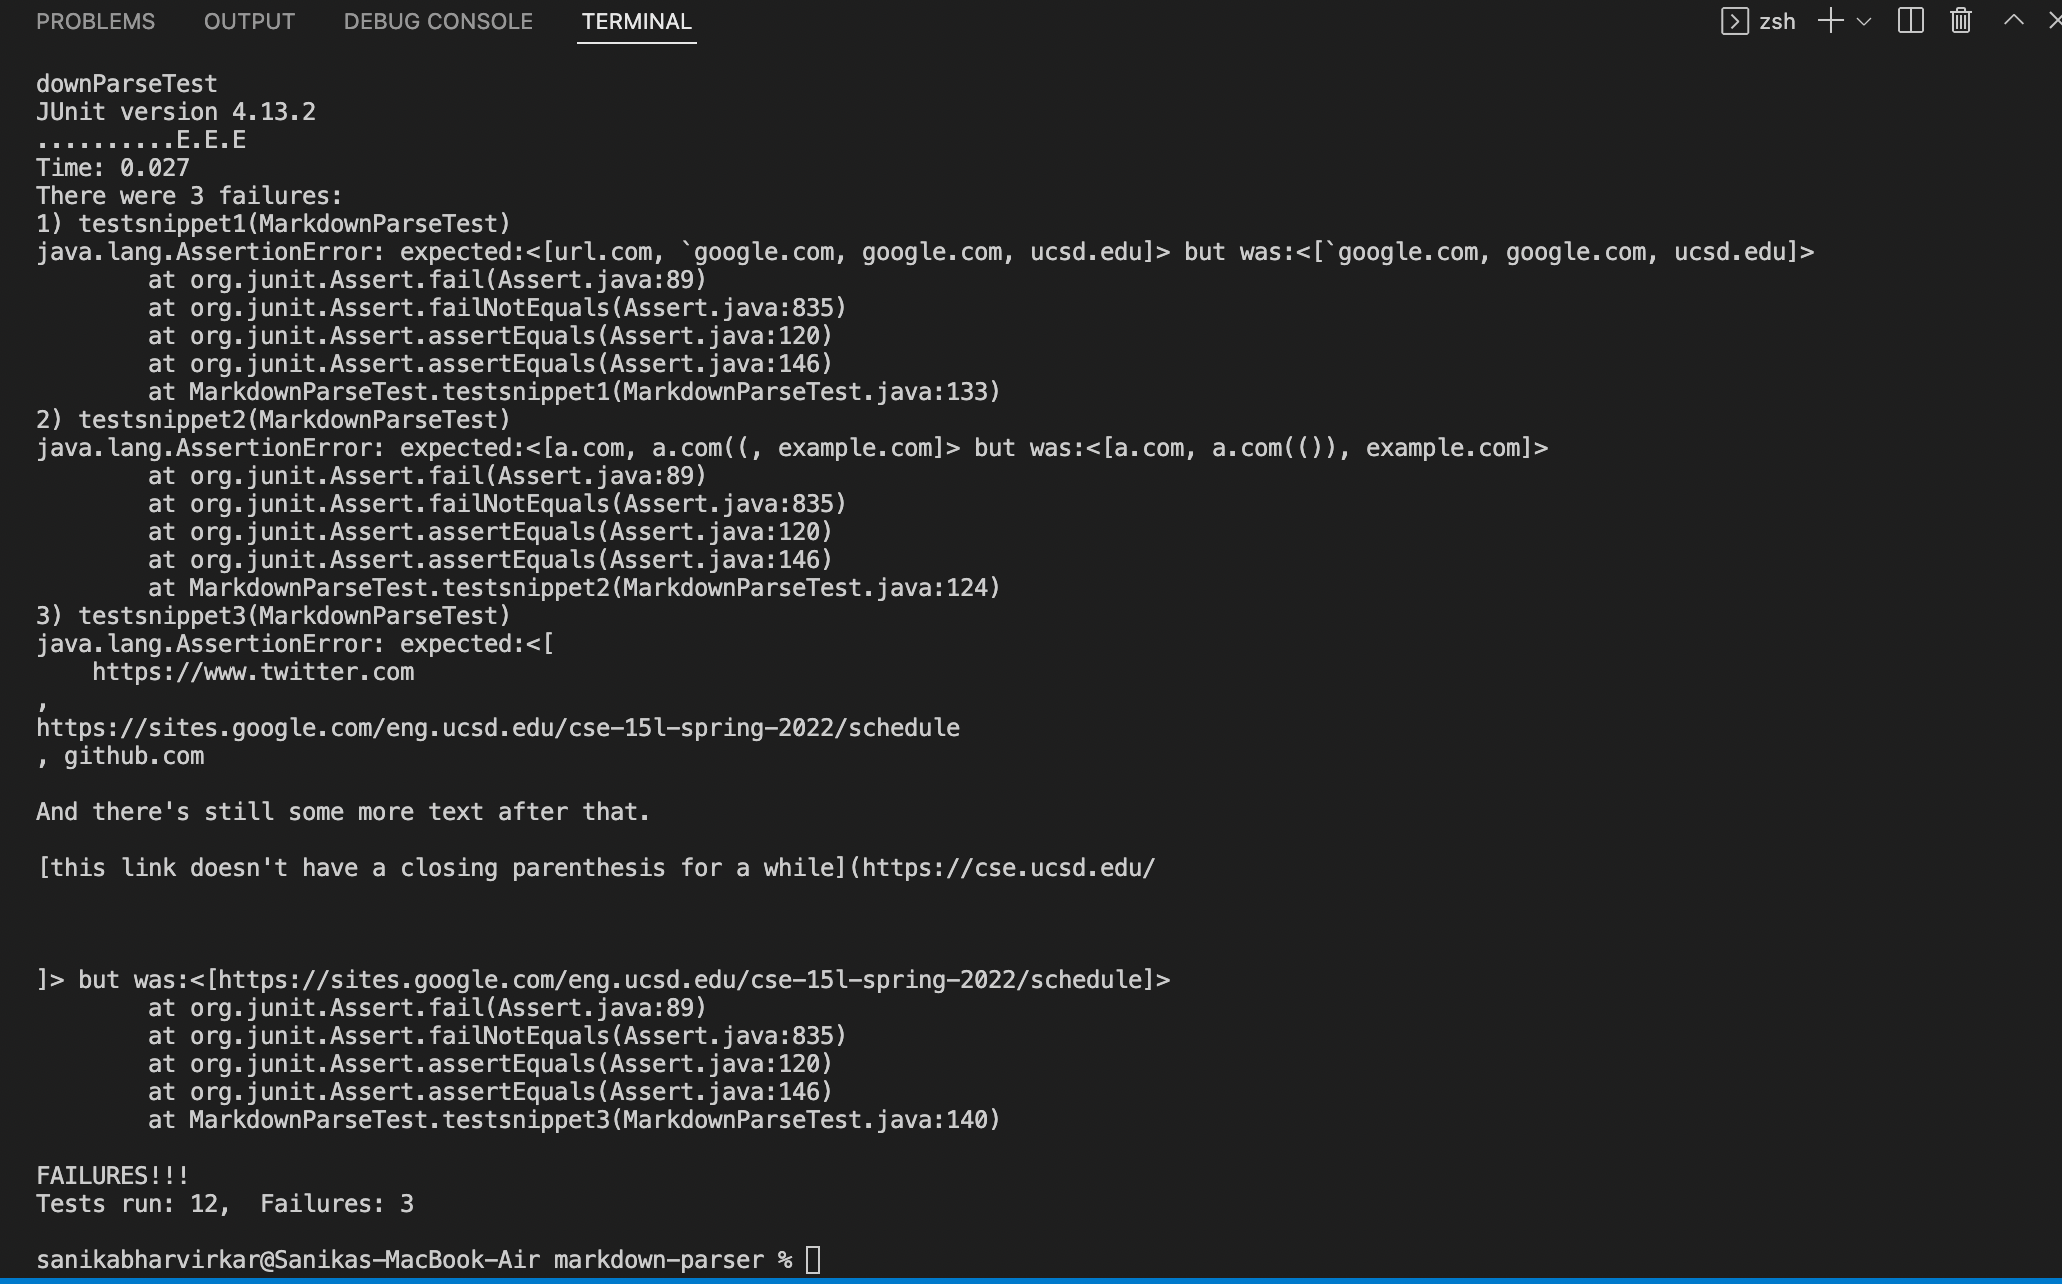 PROBLEMS OUTPUT DEBUG CONSOLE TERMINAL zsh
downParseTest
JUnit version 4.13.2
..........E.E.E
Time: 0.027
There were 3 failures:
1) testsnippet1(MarkdownParseTest)
java.lang.AssertionError: expected:<[url.com, `google.com, google.com, ucsd.edu]> but was:<[`google.com, google.com, ucsd.edu]>
        at org.junit.Assert.fail(Assert.java:89)
        at org.junit.Assert.failNotEquals(Assert.java:835)
        at org.junit.Assert.assertEquals(Assert.java:120)
        at org.junit.Assert.assertEquals(Assert.java:146)
        at MarkdownParseTest.testsnippet1(MarkdownParseTest.java:133)
2) testsnippet2(MarkdownParseTest)
java.lang.AssertionError: expected:<[a.com, a.com((, example.com]> but was:<[a.com, a.com(()), example.com]>
        at org.junit.Assert.fail(Assert.java:89)
        at org.junit.Assert.failNotEquals(Assert.java:835)
        at org.junit.Assert.assertEquals(Assert.java:120)
        at org.junit.Assert.assertEquals(Assert.java:146)
        at MarkdownParseTest.testsnippet2(MarkdownParseTest.java:124)
3) testsnippet3(MarkdownParseTest)
java.lang.AssertionError: expected:<[
    https://www.twitter.com
,
https://sites.google.com/eng.ucsd.edu/cse-15l-spring-2022/schedule
, github.com

And there's still some more text after that.

[this link doesn't have a closing parenthesis for a while](https://cse.ucsd.edu/



]> but was:<[https://sites.google.com/eng.ucsd.edu/cse-15l-spring-2022/schedule]>
        at org.junit.Assert.fail(Assert.java:89)
        at org.junit.Assert.failNotEquals(Assert.java:835)
        at org.junit.Assert.assertEquals(Assert.java:120)
        at org.junit.Assert.assertEquals(Assert.java:146)
        at MarkdownParseTest.testsnippet3(MarkdownParseTest.java:140)

FAILURES!!!
Tests run: 12,  Failures: 3

sanikabharvirkar@Sanikas-MacBook-Air markdown-parser %